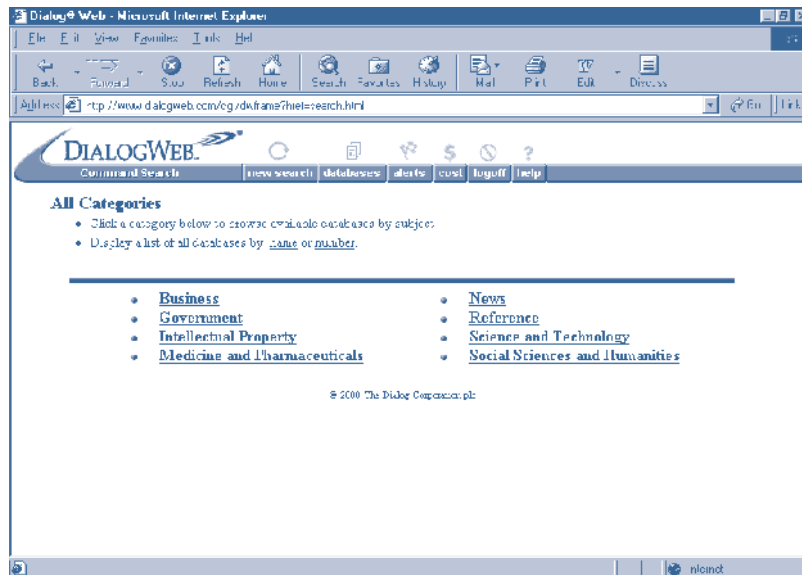 Dialog® Web - Microsoft Internet Explorer
File Edit View Favorites Tools Help
Back Forward Stop Refresh Home Search Favorites History Mail Print Edit Discuss
Address http://www.dialogweb.com/cgi/dwframe?href=search.html Go Links
DIALOGWEB
Command Search new search databases alerts cost logoff help
All Categories
Click a category below to browse available databases by subject
Display a list of all databases by name or number.
Business
Government
Intellectual Property
Medicine and Pharmaceuticals
News
Reference
Science and Technology
Social Sciences and Humanities
© 2000 The Dialog Corporation plc
Internet